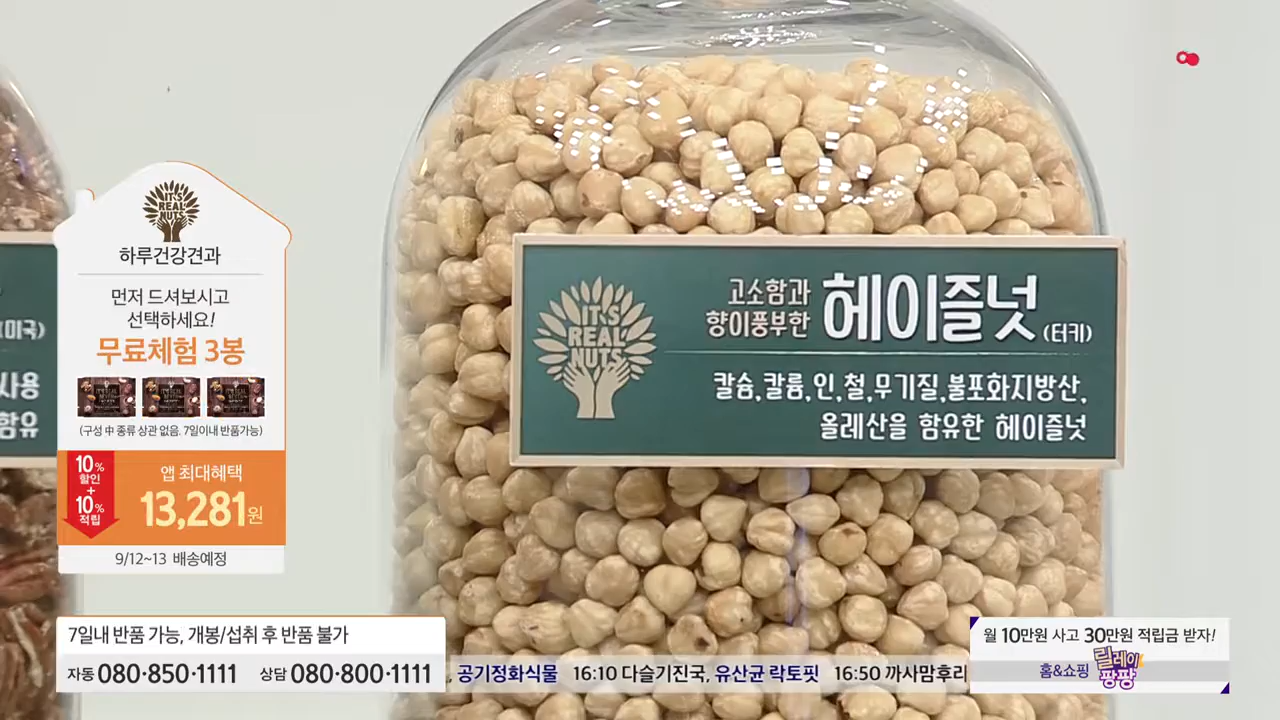 IT'S
REAL
NUTS
하루건강견과
먼저 드셔보시고
선택하세요!
무료체험 3봉
(구성 中 종류 상관 없음. 7일이내 반품가능)
10%
할인
+
10%
적립
앱 최대혜택
13,281원
9/12~13 배송예정
(미국)
사용
함유
IT'S
REAL
NUTS
고소함과
향이풍부한
헤이즐넛 (터키)
칼슘,칼륨,인,철,무기질,불포화지방산,
올레산을 함유한 헤이즐넛
7일내 반품 가능, 개봉/섭취 후 반품 불가
자동 080·850·1111 상담 080·800·1111
, 공기정화식물 16:10 다슬기진국, 유산균 락토핏 16:50 까사맘후리
월 10만원 사고 30만원 적립금 받자!
홈&쇼핑 릴레이
팡팡